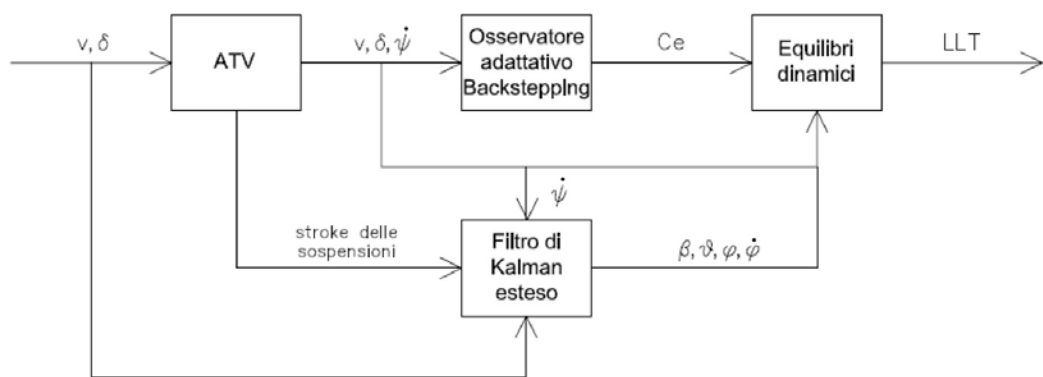 v, δ
ATV
v, δ, ψ̇
Osservatore
adattativo
Backstepping
Ce
Equilibri
dinamici
LLT
ψ̇
stroke delle
sospensioni
Filtro di
Kalman
esteso
β, ϑ, φ, φ̇